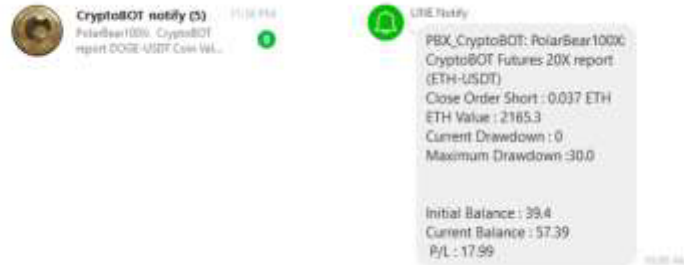 CryptoBOT notify (5)
PolarBear100X: CryptoBOT
report DOGE-USDT Coin Val...
LINE Notify
PBX_CryptoBOT: PolarBear100X:
CryptoBOT Futures 20X report
(ETH-USDT)
Close Order Short : 0.037 ETH
ETH Value : 2165.3
Current Drawdown : 0
Maximum Drawdown :30.0
Initial Balance : 39.4
Current Balance : 57.39
P/L : 17.99